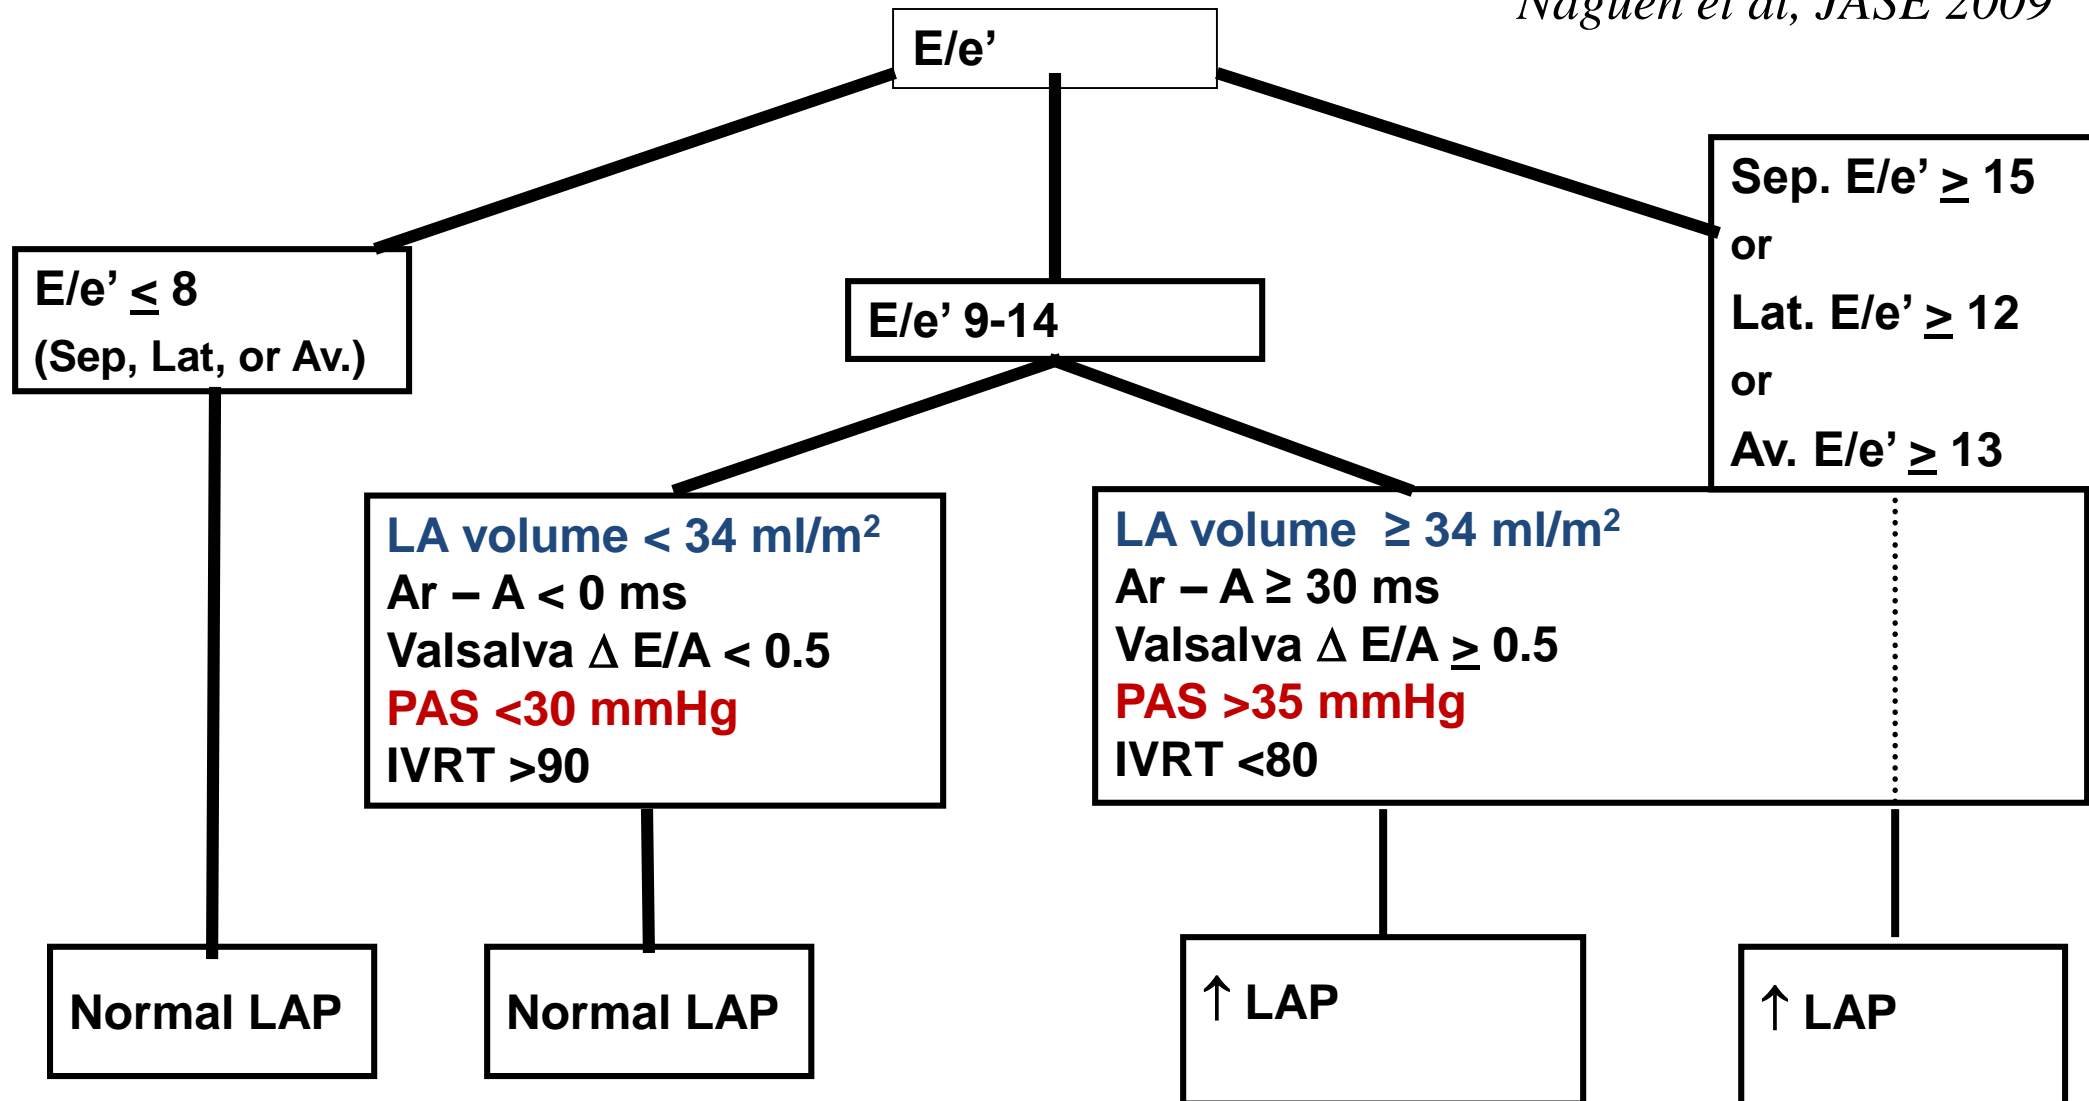 Nagueh et al, JASE 2009
E/e’
Sep. E/e’ ≥ 15
or
Lat. E/e’ ≥ 12
or
Av. E/e’ ≥ 13
E/e’ ≤ 8
(Sep, Lat, or Av.)
E/e’ 9-14
LA volume < 34 ml/m²
Ar – A < 0 ms
Valsalva Δ E/A < 0.5
PAS <30 mmHg
IVRT >90
LA volume ≥ 34 ml/m²
Ar – A ≥ 30 ms
Valsalva Δ E/A ≥ 0.5
PAS >35 mmHg
IVRT <80
Normal LAP
Normal LAP
↑ LAP
↑ LAP